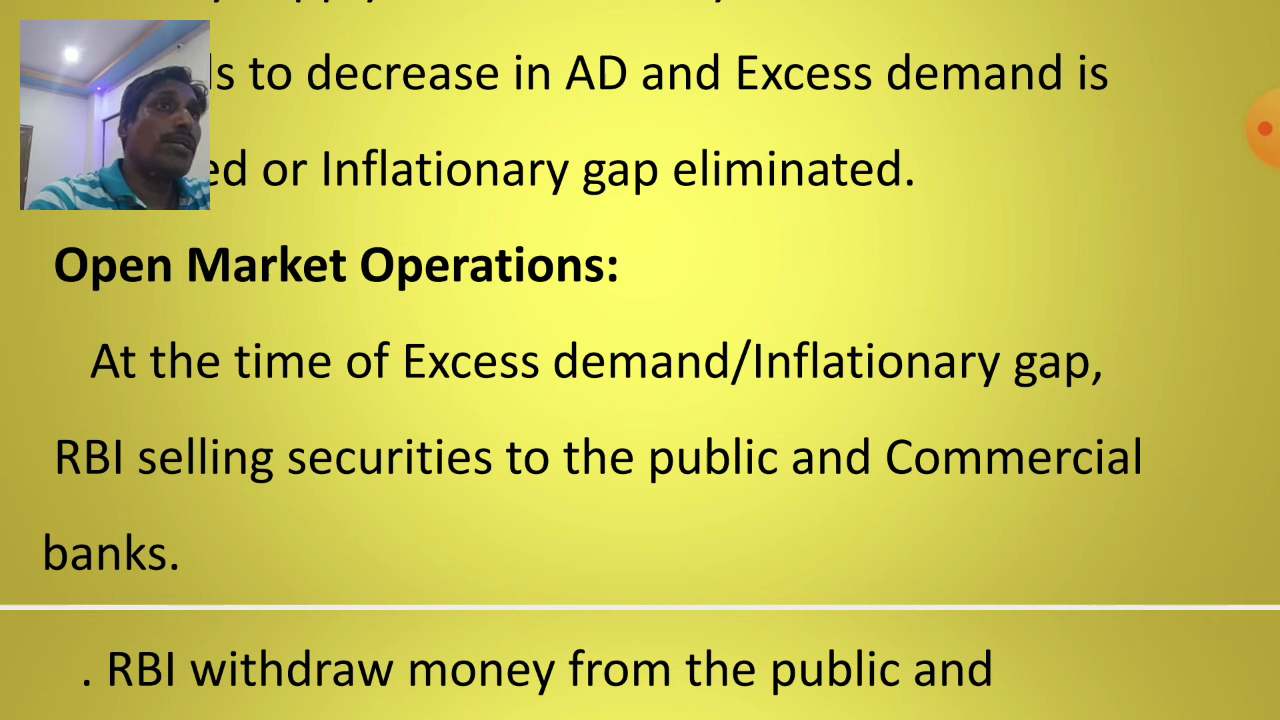 to decrease in AD and Excess demand is
or Inflationary gap eliminated.
Open Market Operations:
At the time of Excess demand/Inflationary gap,
RBI selling securities to the public and Commercial
banks.
. RBI withdraw money from the public and